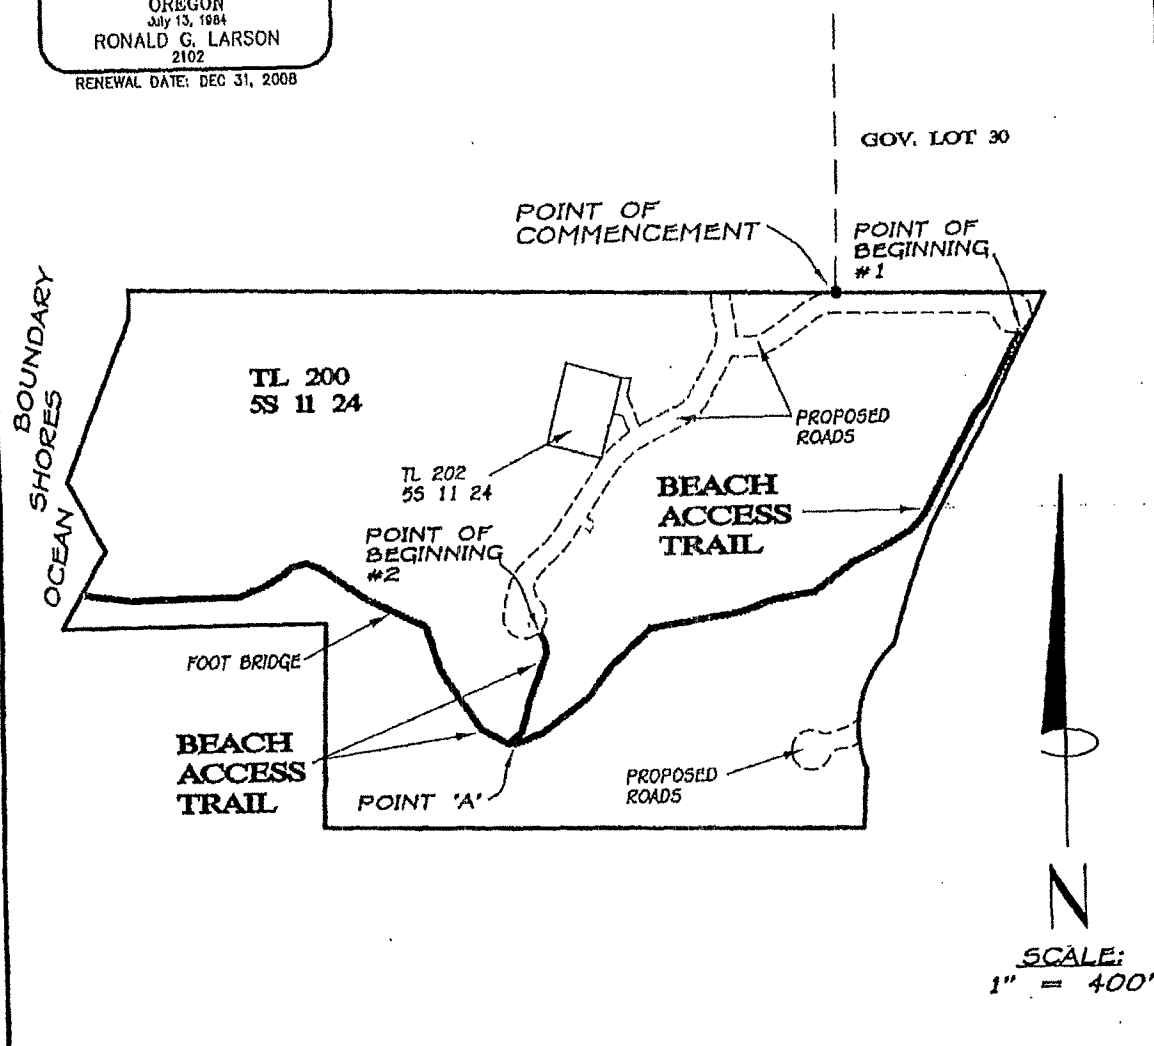 OREGON
July 13, 1984
RONALD G. LARSON
2102
RENEWAL DATE: DEC 31, 2008
GOV. LOT 30
POINT OF
COMMENCEMENT
POINT OF
BEGINNING
#1
OCEAN SHORES BOUNDARY
TL 200
5S 11 24
PROPOSED
ROADS
TL 202
5S 11 24
BEACH
ACCESS
TRAIL
POINT OF
BEGINNING
#2
FOOT BRIDGE
BEACH
ACCESS
TRAIL
POINT "A"
PROPOSED
ROADS
N
SCALE:
1" = 400'